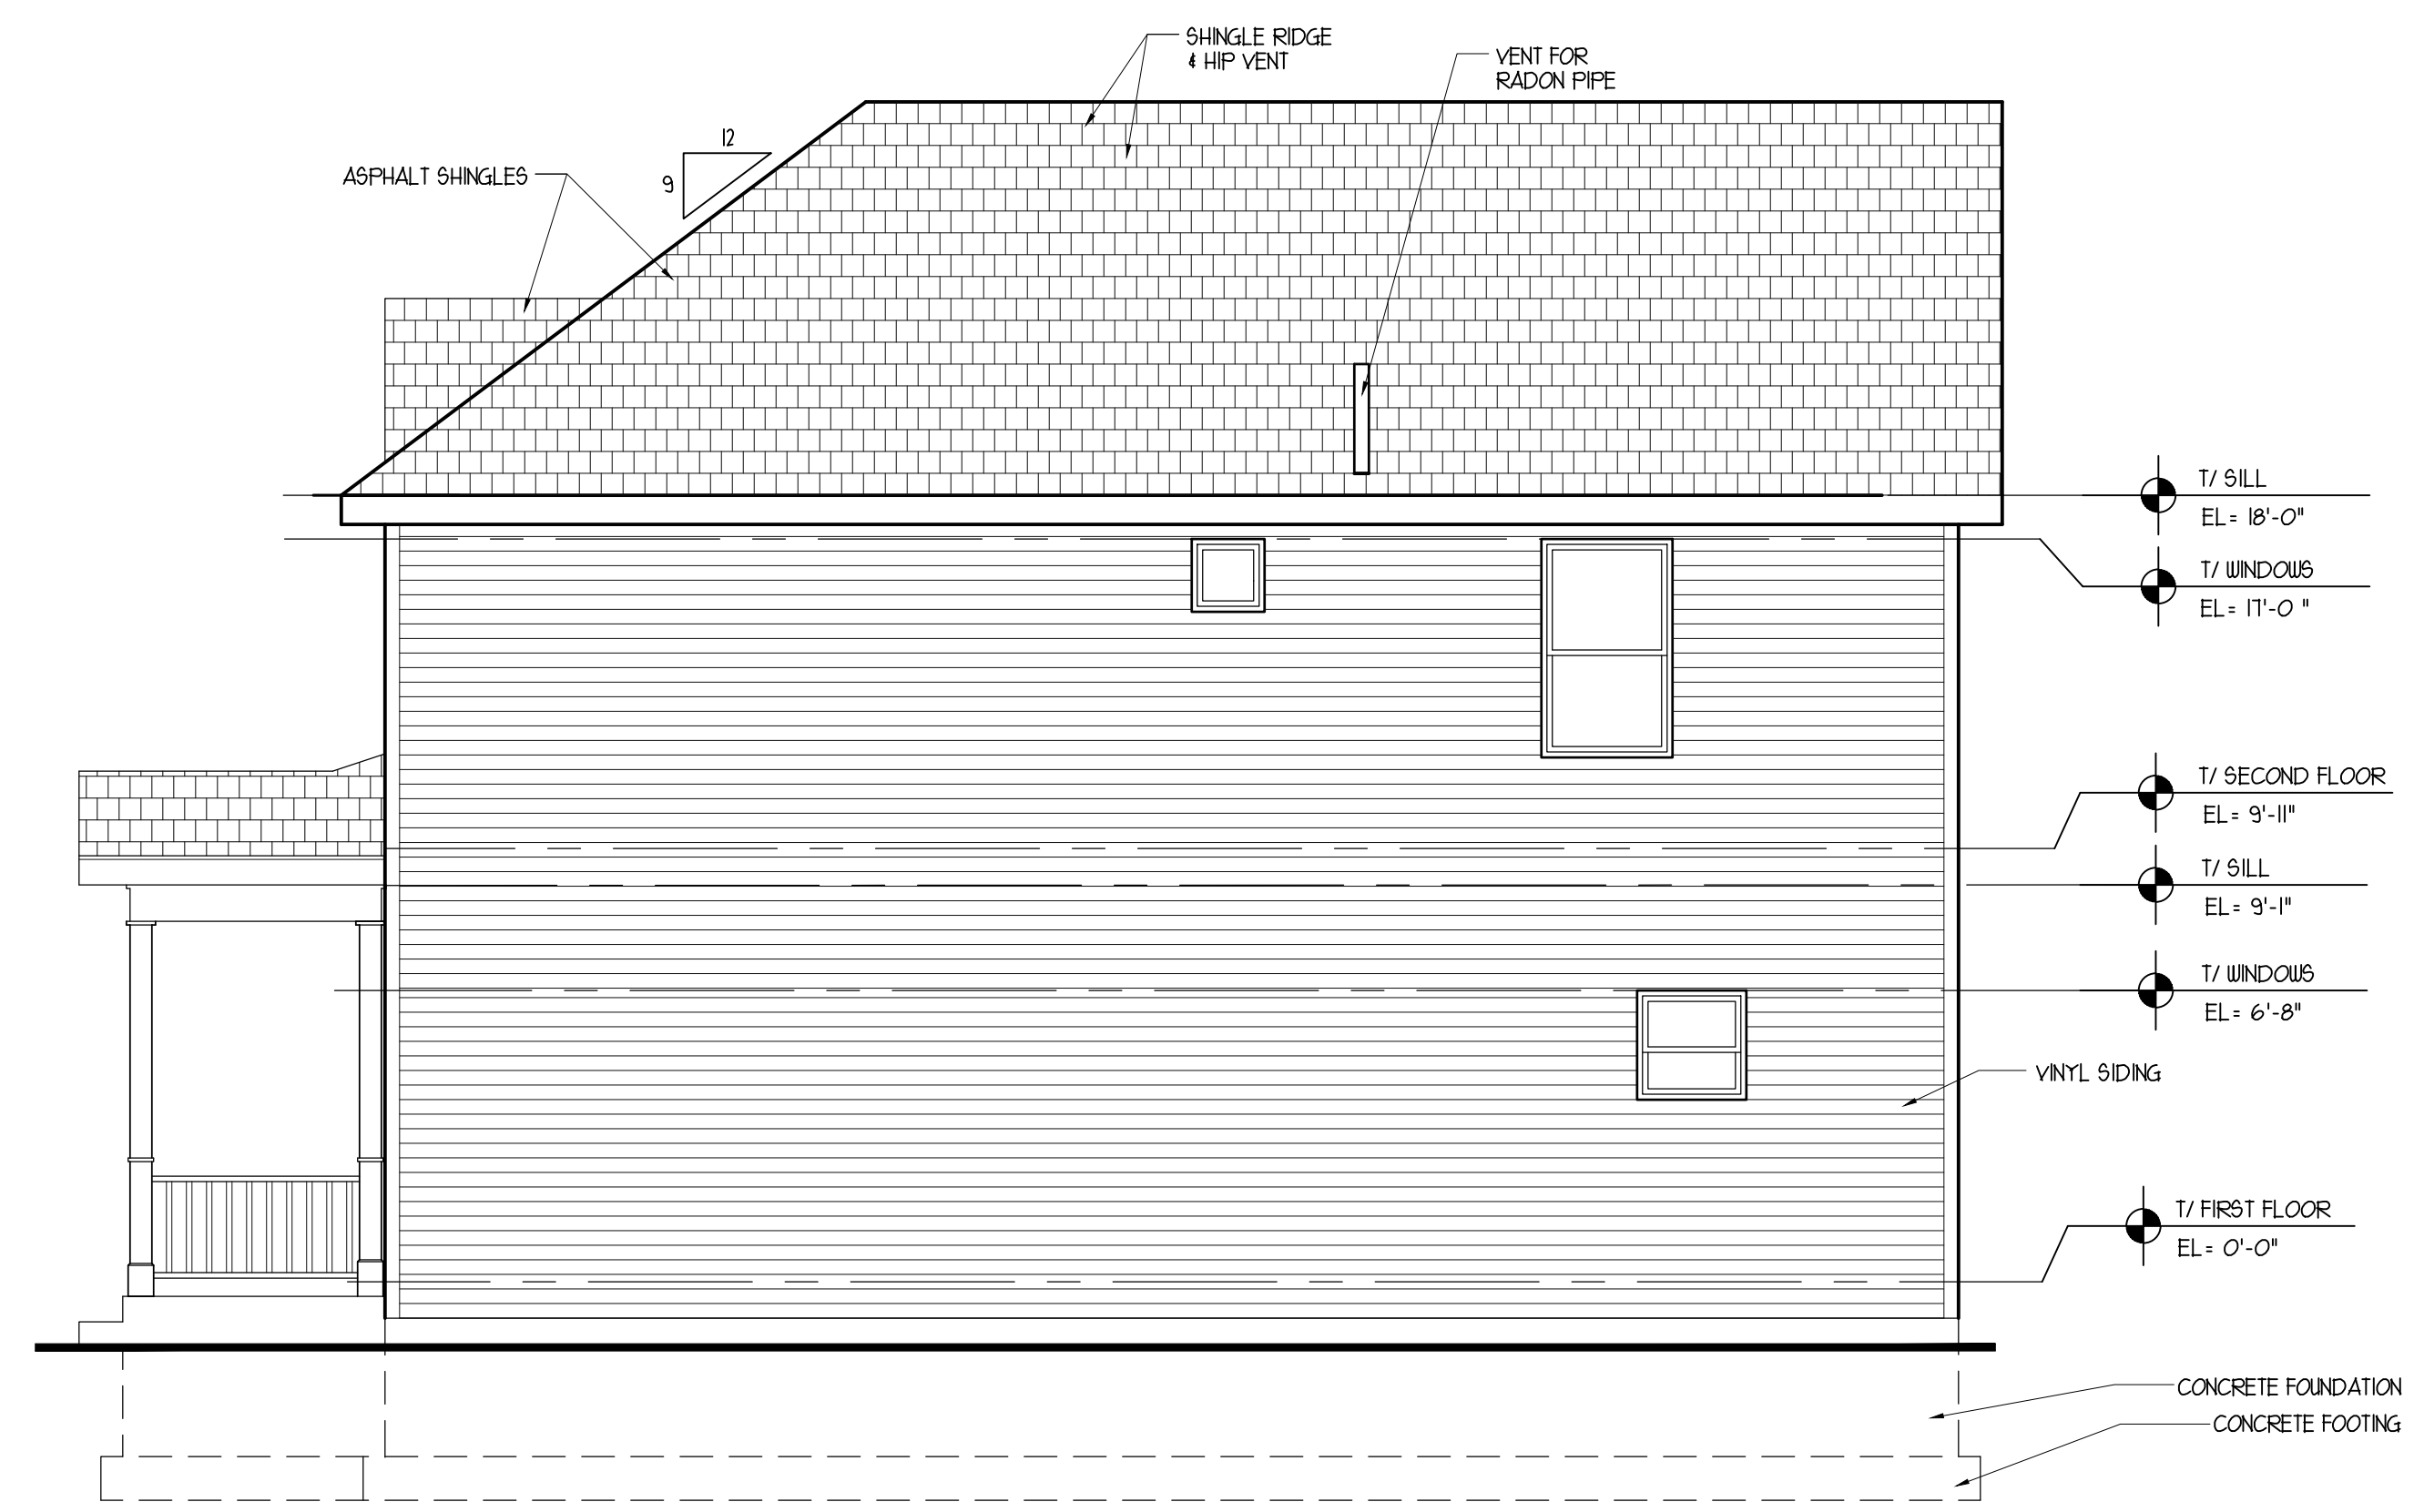 SHINGLE RIDGE
& HIP VENT
VENT FOR
RADON PIPE
12
9
ASPHALT SHINGLES
T/ SILL
EL= 18'-0"
T/ WINDOWS
EL= 17'-0 "
T/ SECOND FLOOR
EL= 9'-11"
T/ SILL
EL= 9'-1"
T/ WINDOWS
EL= 6'-8"
VINYL SIDING
T/ FIRST FLOOR
EL= 0'-0"
CONCRETE FOUNDATION
CONCRETE FOOTING